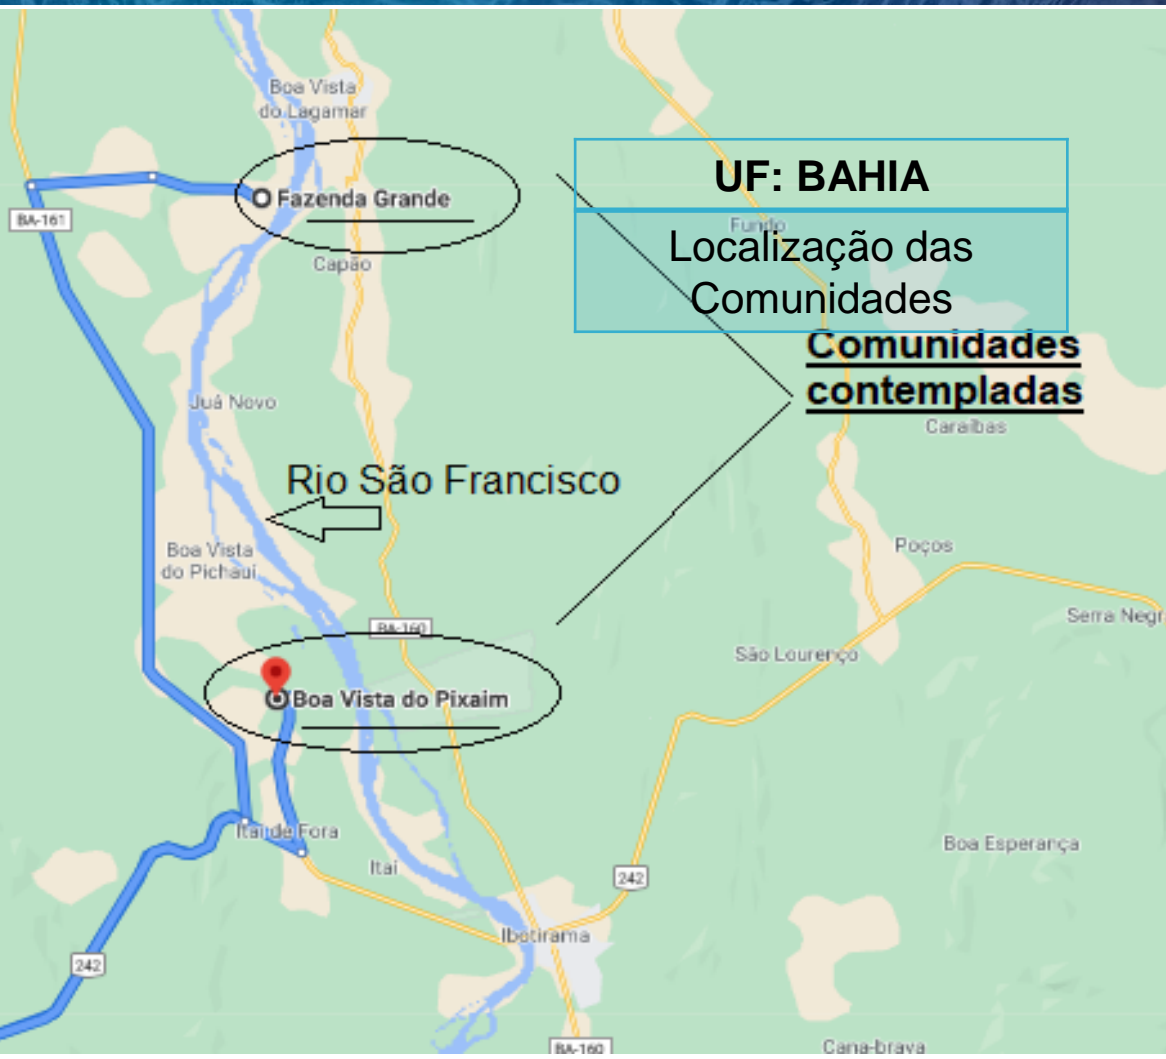 Boa Vista
do Lagamar
UF: BAHIA
Fazenda Grande
BA-161
Fundo
Localização das
Comunidades
Capão
Comunidades
contempladas
Juá Novo
Caraíbas
Rio São Francisco
Boa Vista
do Pichaui
Poços
Serra Negr
BA-160
São Lourenço
Boa Vista do Pixaim
Itai de Fora
Boa Esperança
Itai
242
Ibotirama
242
BA-160
Cana-brava